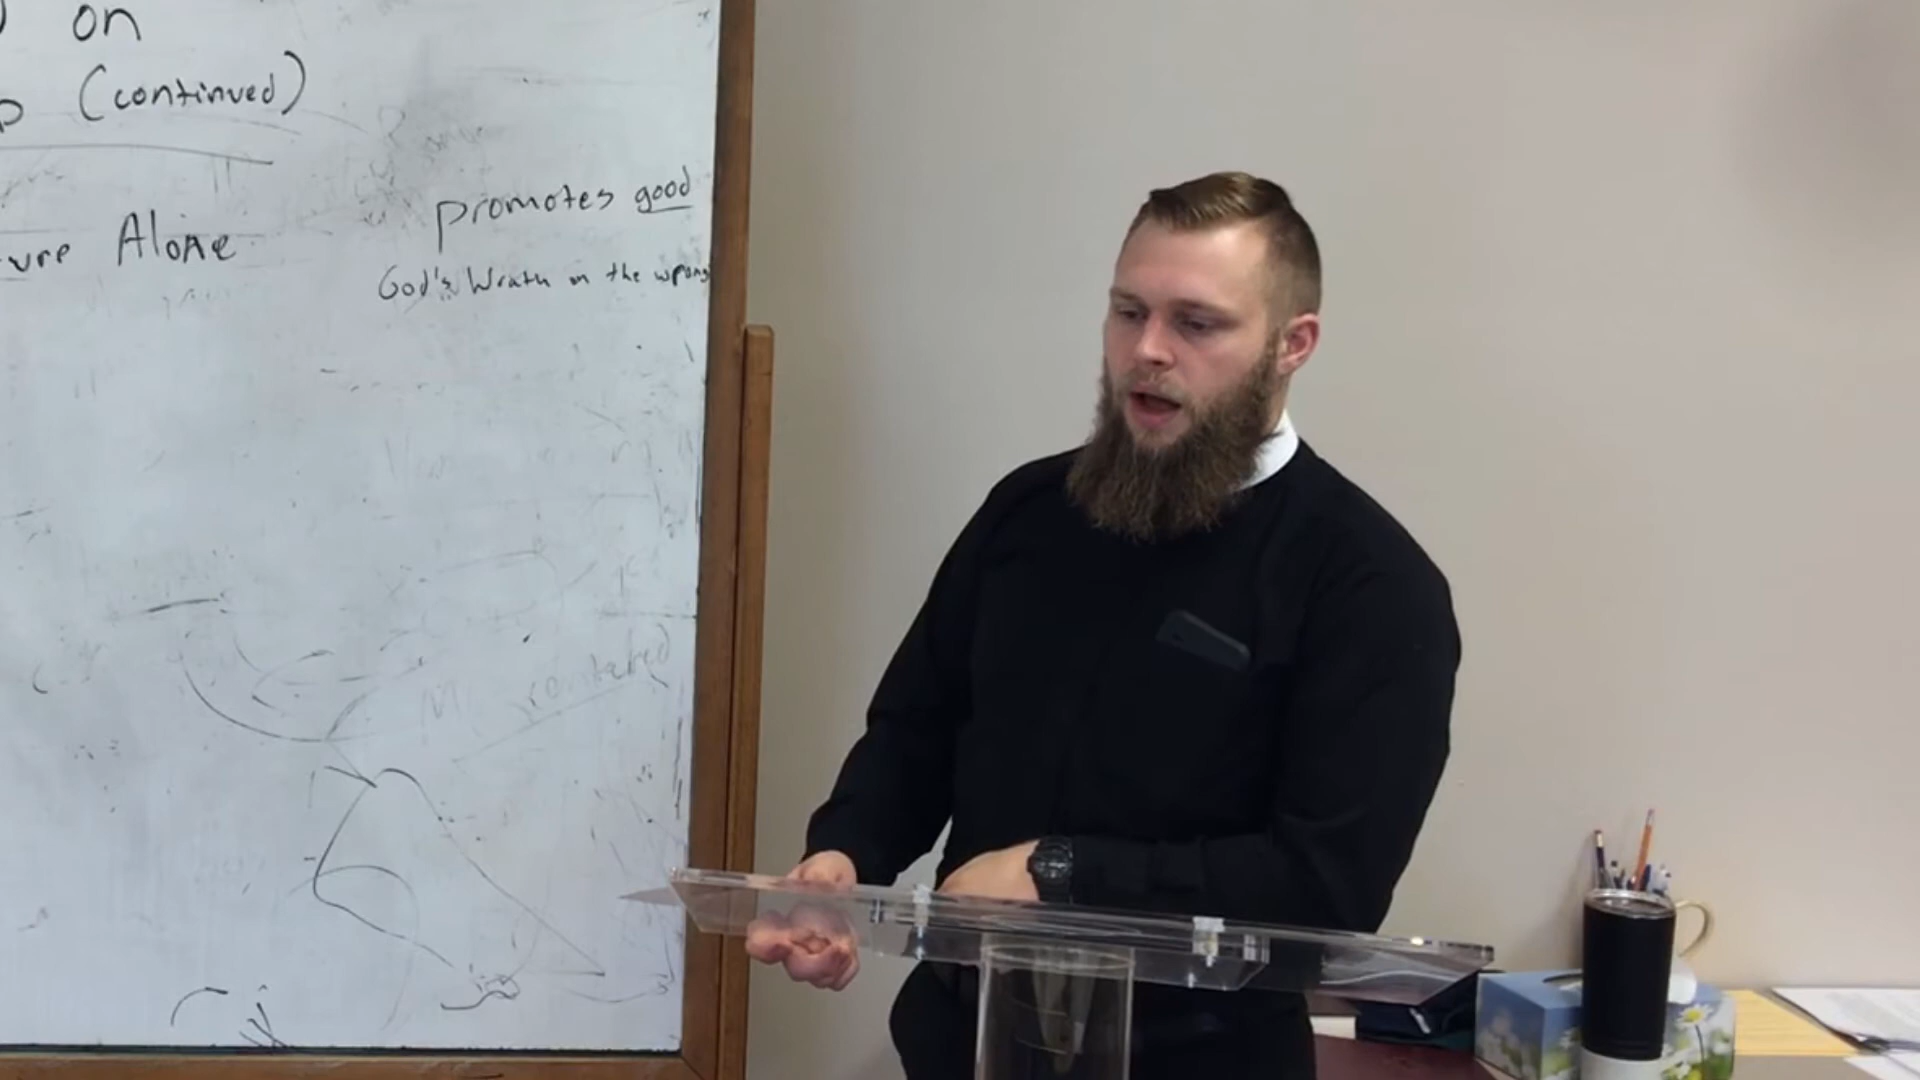 on
(continued)
promotes good
Alone
God's Wrath on the wrong